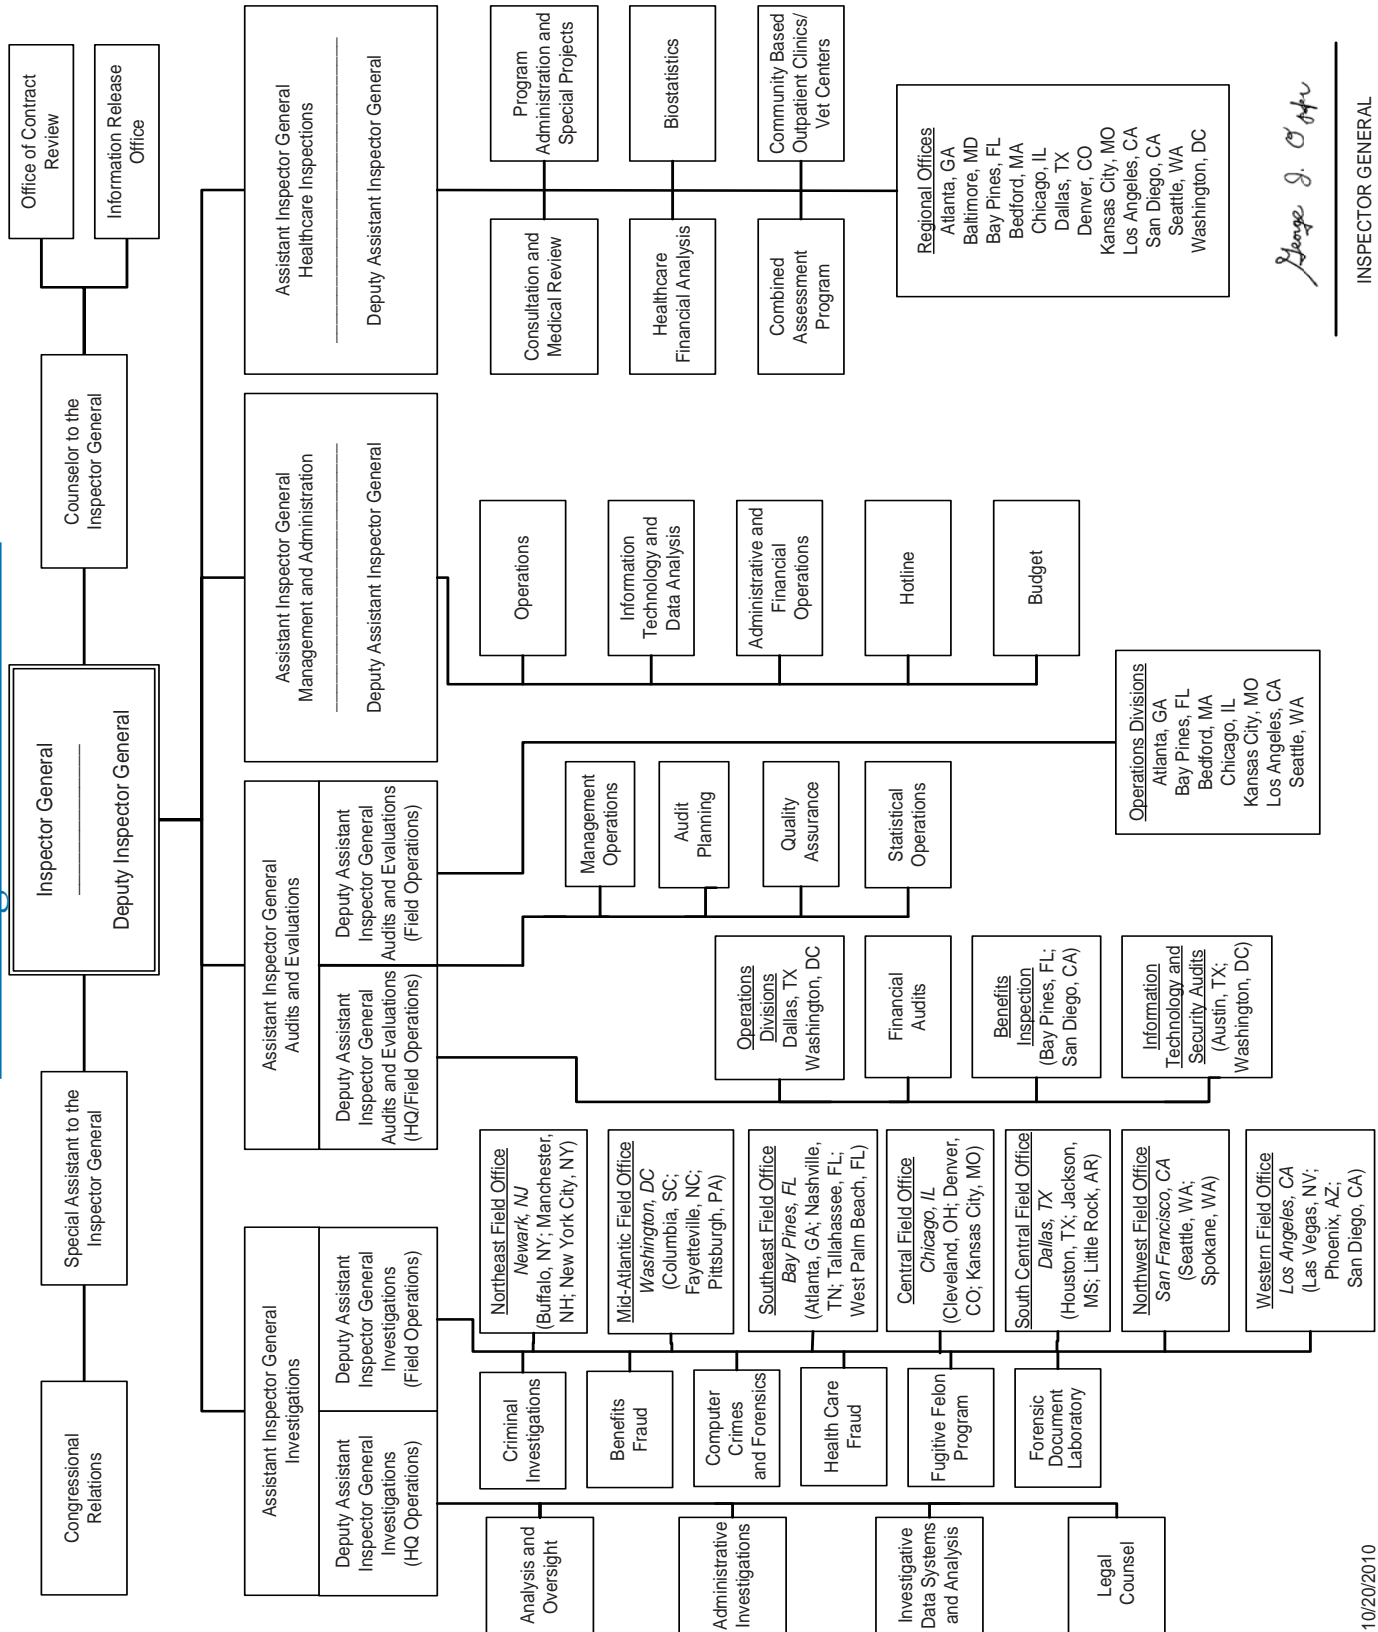 Congressional
Relations
Special Assistant to the
Inspector General
Inspector General
Deputy Inspector General
Counselor to the
Inspector General
Office of Contract
Review
Information Release
Office
Assistant Inspector General
Investigations
Deputy Assistant
Inspector General
Investigations
(HQ Operations)
Deputy Assistant
Inspector General
Investigations
(Field Operations)
Analysis and
Oversight
Administrative
Investigations
Investigative
Data Systems
and Analysis
Legal
Counsel
Criminal
Investigations
Benefits
Fraud
Computer
Crimes
and Forensics
Health Care
Fraud
Fugitive Felon
Program
Forensic
Document
Laboratory
Northeast Field Office
Newark, NJ
(Buffalo, NY; Manchester,
NH; New York City, NY)
Mid-Atlantic Field Office
Washington, DC
(Columbia, SC;
Fayetteville, NC;
Pittsburgh, PA)
Southeast Field Office
Bay Pines, FL
(Atlanta, GA; Nashville,
TN; Tallahassee, FL;
West Palm Beach, FL)
Central Field Office
Chicago, IL
(Cleveland, OH; Denver,
CO; Kansas City, MO)
South Central Field Office
Dallas, TX
(Houston, TX; Jackson,
MS; Little Rock, AR)
Northwest Field Office
San Francisco, CA
(Seattle, WA;
Spokane, WA)
Western Field Office
Los Angeles, CA
(Las Vegas, NV;
Phoenix, AZ;
San Diego, CA)
Assistant Inspector General
Audits and Evaluations
Deputy Assistant
Inspector General
Audits and Evaluations
(HQ/Field Operations)
Deputy Assistant
Inspector General
Audits and Evaluations
(Field Operations)
Operations
Divisions
Dallas, TX
Washington, DC
Financial
Audits
Benefits
Inspection
(Bay Pines, FL;
San Diego, CA)
Information
Technology and
Security Audits
(Austin, TX;
Washington, DC)
Management
Operations
Audit
Planning
Quality
Assurance
Statistical
Operations
Operations Divisions
Atlanta, GA
Bay Pines, FL
Bedford, MA
Chicago, IL
Kansas City, MO
Los Angeles, CA
Seattle, WA
Assistant Inspector General
Management and Administration
Deputy Assistant Inspector General
Operations
Information
Technology and
Data Analysis
Administrative and
Financial
Operations
Hotline
Budget
Assistant Inspector General
Healthcare Inspections
Deputy Assistant Inspector General
Consultation and
Medical Review
Program
Administration and
Special Projects
Healthcare
Financial Analysis
Biostatistics
Combined
Assessment
Program
Community Based
Outpatient Clinics/
Vet Centers
Regional Offices
Atlanta, GA
Baltimore, MD
Bay Pines, FL
Bedford, MA
Chicago, IL
Dallas, TX
Denver, CO
Kansas City, MO
Los Angeles, CA
San Diego, CA
Seattle, WA
Washington, DC
George J.
INSPECTOR GENERAL
10/20/2010